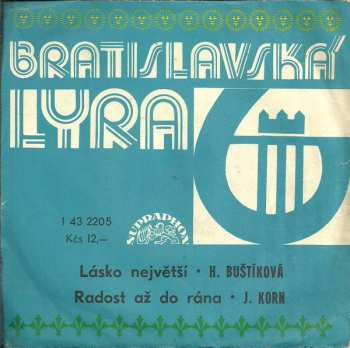 BRATISLAVSKÁ
LYRA
1 43 2205
Kčs 12,—
SUPRAPHON
Lásko největší • H. BUŠTÍKOVÁ
Radost až do rána • J. KORN